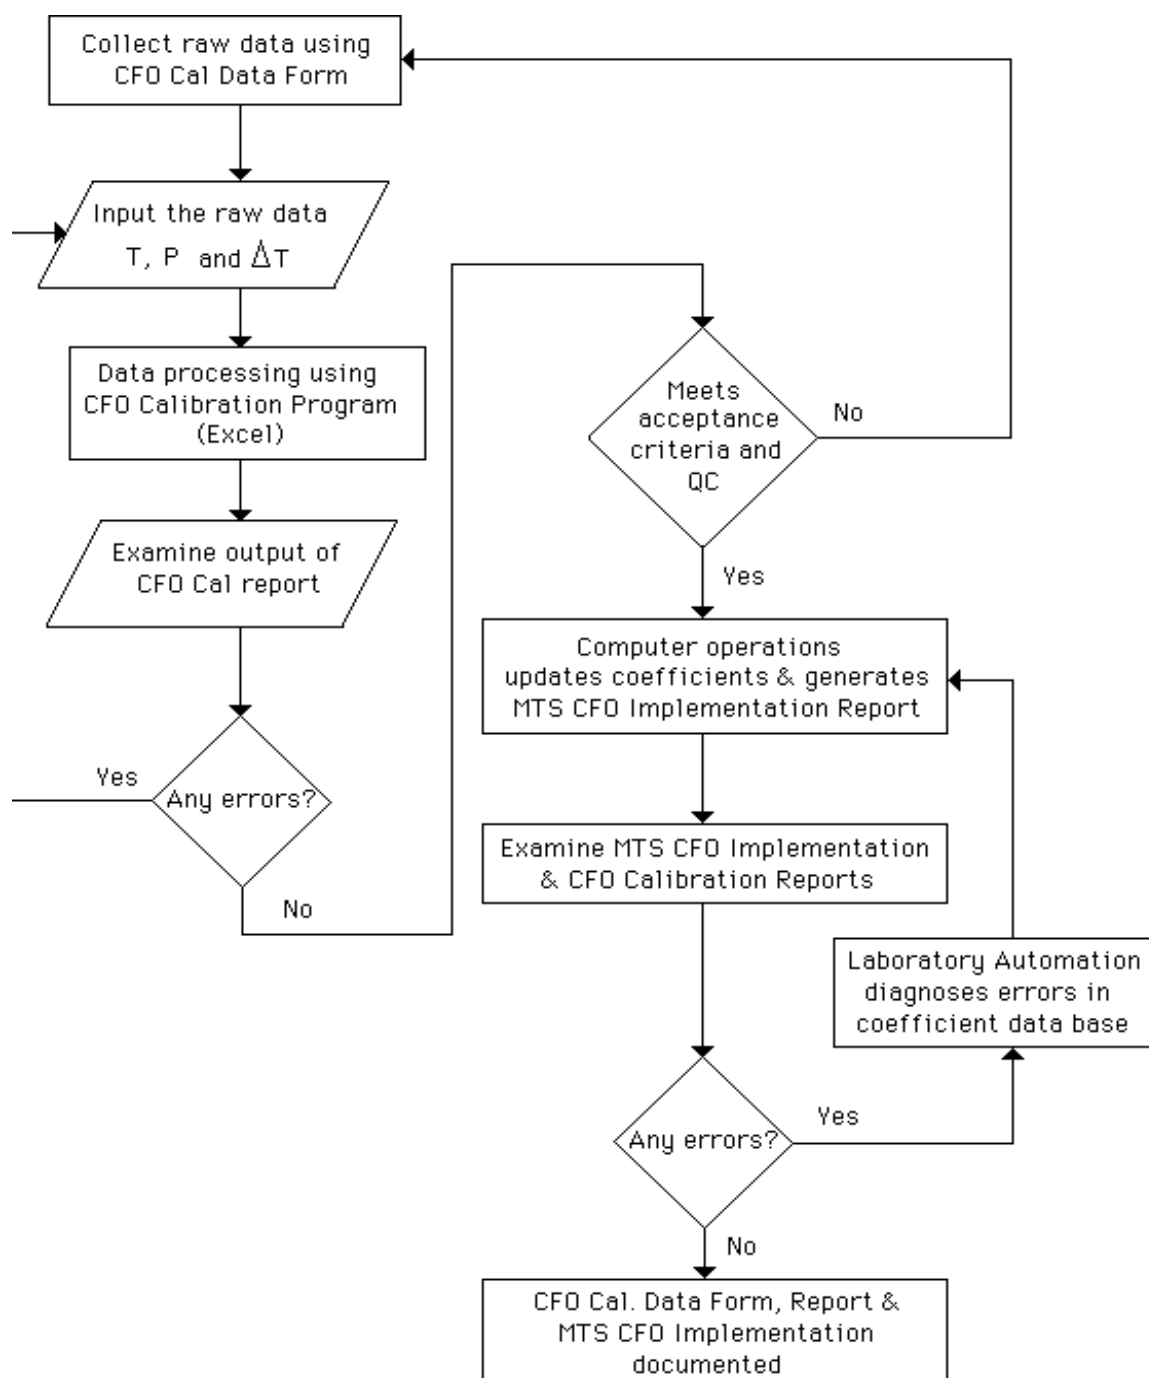 Collect raw data using
CFO Cal Data Form
Input the raw data
T, P and ΔT
Data processing using
CFO Calibration Program
(Excel)
Examine output of
CFO Cal report
Yes
Any errors?
No
Meets
acceptance
criteria and
QC
No
Yes
Computer operations
updates coefficients & generates
MTS CFO Implementation Report
Examine MTS CFO Implementation
& CFO Calibration Reports
Laboratory Automation
diagnoses errors in
coefficient data base
Any errors?
Yes
No
CFO Cal. Data Form, Report &
MTS CFO Implementation
documented